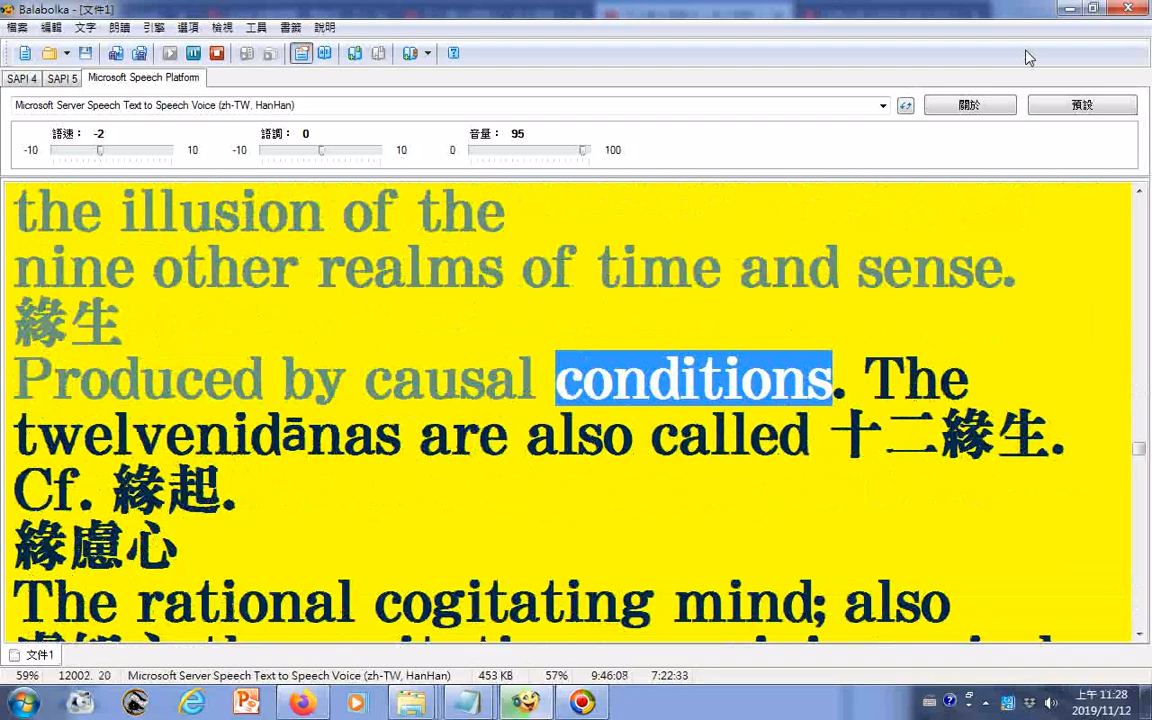 Balabolka - [文件1]
檔案 編輯 文字 朗讀 引擎 選項 檢視 工具 書籤 說明
SAPI 4 SAPI 5 Microsoft Speech Platform
Microsoft Server Speech Text to Speech Voice (zh-TW, HanHan) 關於 預設
語速： -2 語調： 0 音量： 95
-10 10 -10 10 0 100
the illusion of the
nine other realms of time and sense.
緣生
Produced by causal conditions. The
twelvenidānas are also called 十二緣生.
Cf. 緣起.
緣慮心
The rational cogitating mind; also
文件1
59% 12002. 20 Microsoft Server Speech Text to Speech Voice (zh-TW, HanHan) 453 KB 57% 9:46:08 7:22:33
上午 11:28
2019/11/12